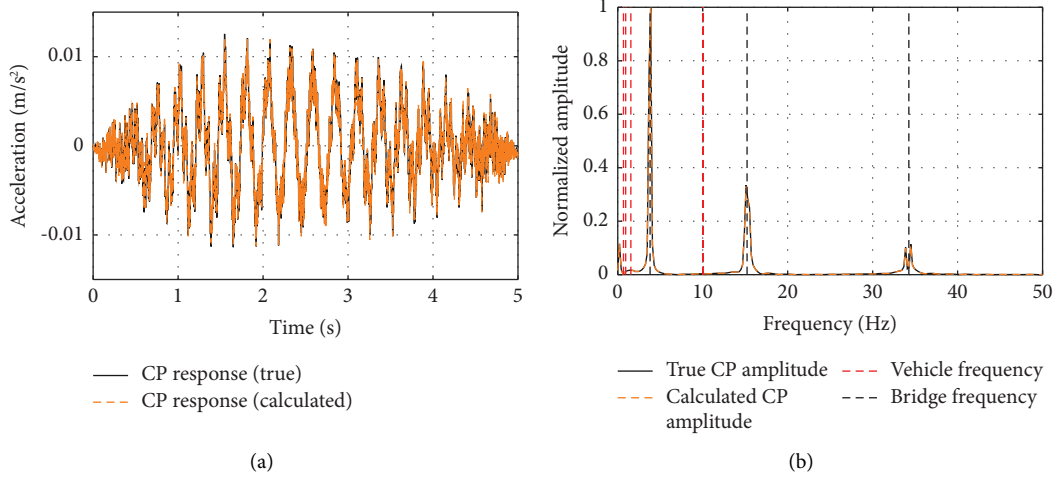 0.01
0
-0.01
Acceleration (m/s²)
0 1 2 3 4 5
Time (s)
CP response (true)
CP response (calculated)
(a)
1
0.8
0.6
0.4
0.2
0
Normalized amplitude
0 10 20 30 40 50
Frequency (Hz)
True CP amplitude
Calculated CP
amplitude
Vehicle frequency
Bridge frequency
(b)